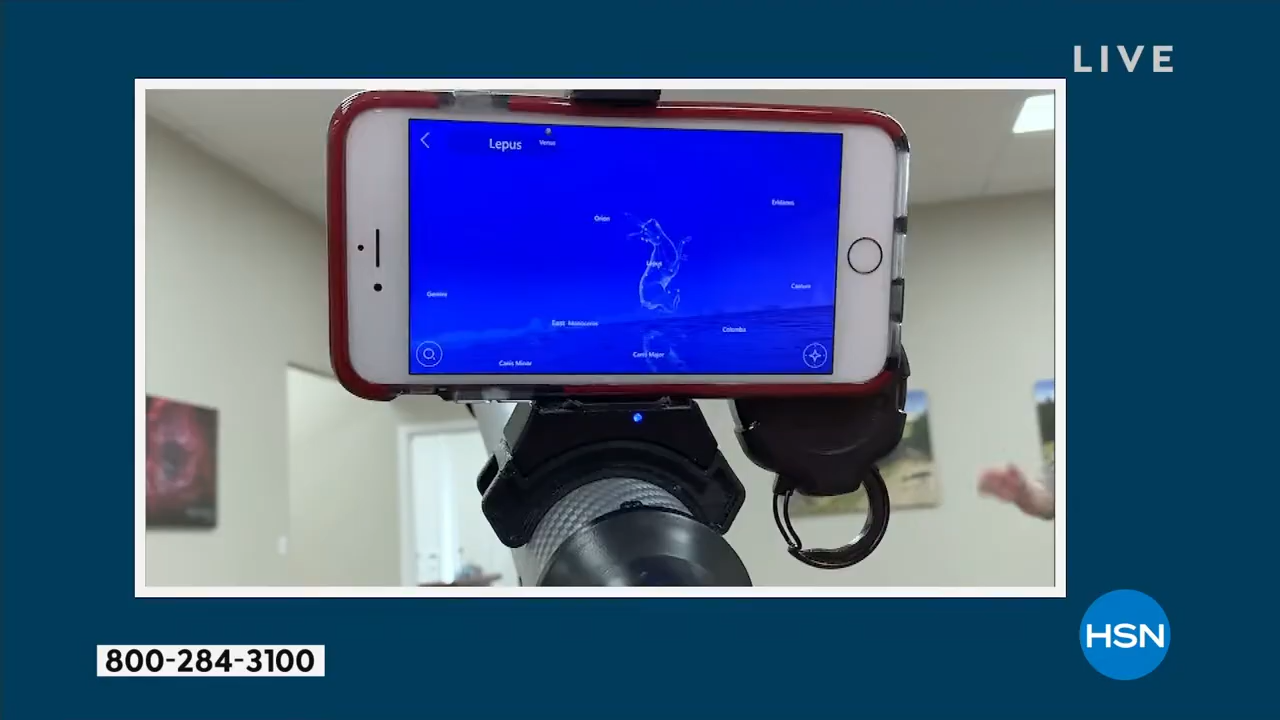 LIVE
Lepus
Venus
Eridanus
Orion
Lepus
Gemini
Caelum
East Monoceros
Columba
Canis Major
Canis Minor
800-284-3100
HSN